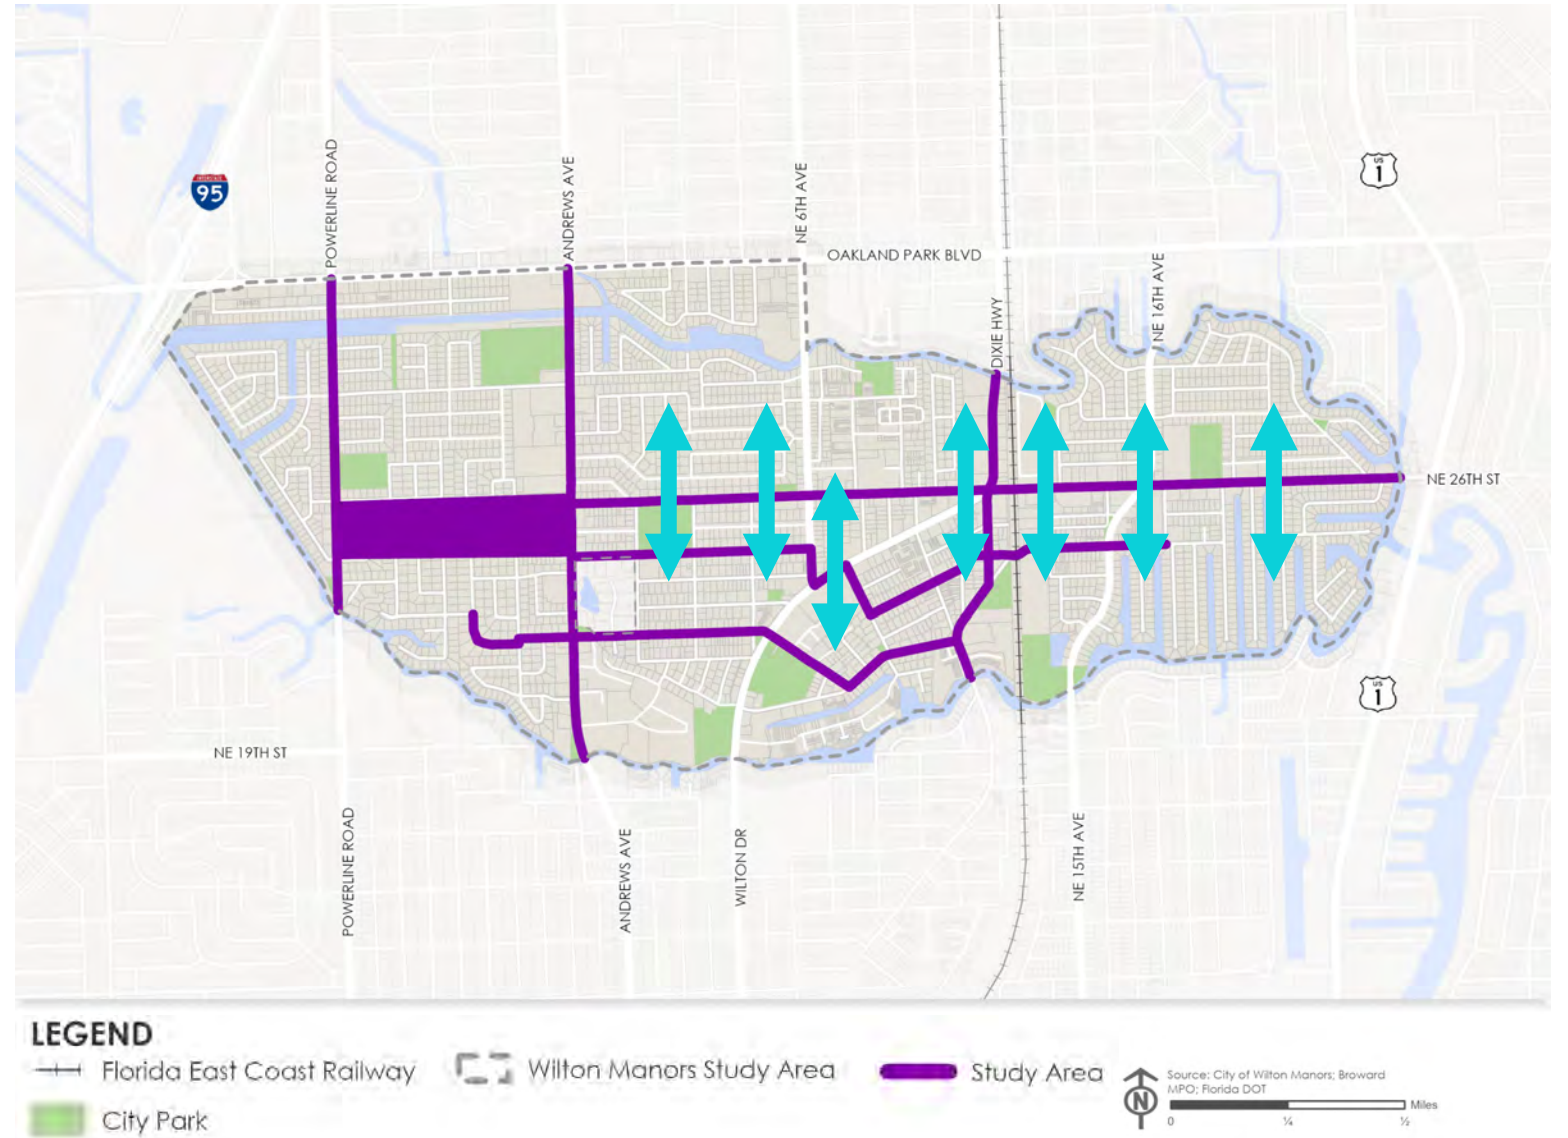 INTERSTATE
95
POWERLINE ROAD
ANDREWS AVE
NE 6TH AVE
OAKLAND PARK BLVD
DIXIE HWY
NE 16TH AVE
US
1
NE 26TH ST
US
1
NE 19TH ST
POWERLINE ROAD
ANDREWS AVE
WILTON DR
NE 15TH AVE
LEGEND
Florida East Coast Railway
Wilton Manors Study Area
Study Area
City Park
N
Source: City of Wilton Manors; Broward
MPO; Florida DOT
Miles
0 ¼ ½